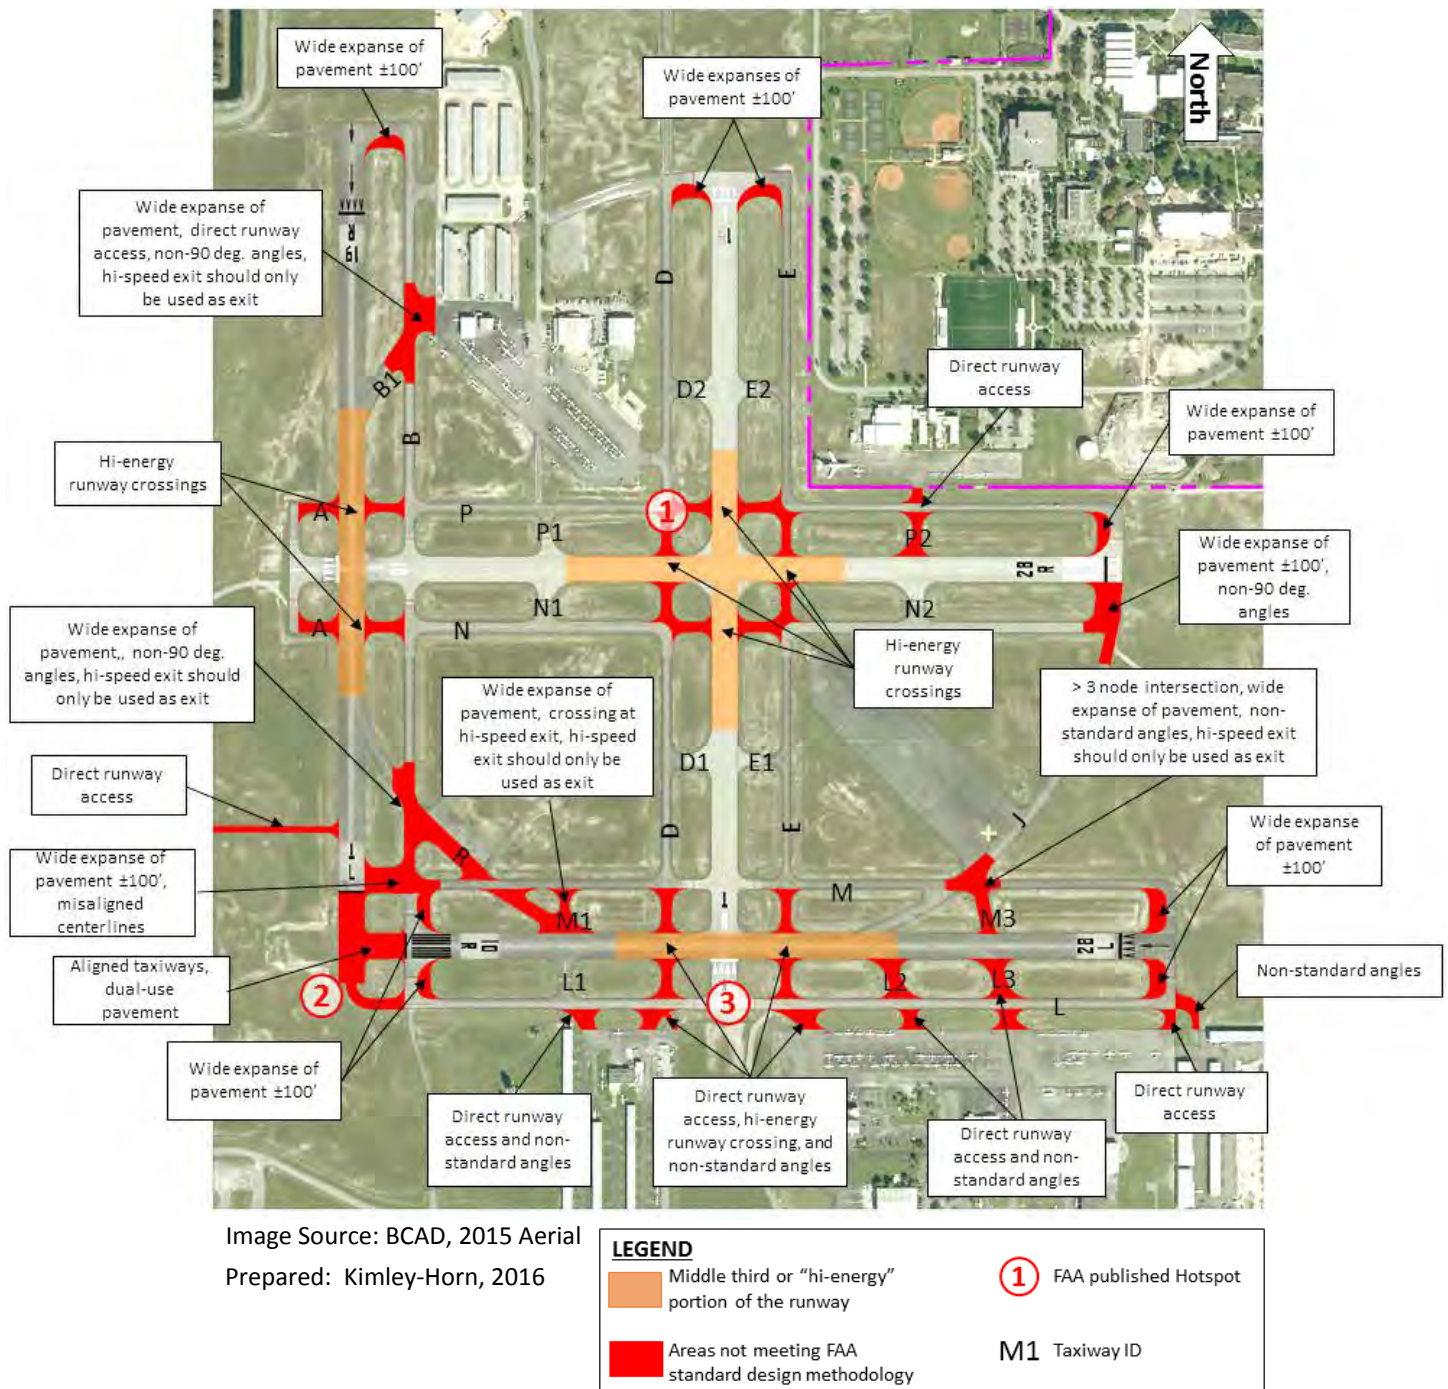 Wide expanse of
pavement ±100'
Wide expanses of
pavement ±100'
North
Wide expanse of
pavement, direct runway
access, non-90 deg. angles,
hi-speed exit should only
be used as exit
19
R
D
E
B1
D2
E2
Direct runway
access
Wide expanse of
pavement ±100'
B
Hi-energy
runway crossings
A
P
1
P1
P2
28
R
Wide expanse of
pavement ±100',
non-90 deg.
angles
N1
N2
A
N
Wide expanse of
pavement,, non-90 deg.
angles, hi-speed exit should
only be used as exit
Hi-energy
runway
crossings
Wide expanse of
pavement, crossing at
hi-speed exit, hi-speed
exit should only be
used as exit
> 3 node intersection, wide
expanse of pavement, non-
standard angles, hi-speed exit
should only be used as exit
D1
E1
Direct runway
access
J
D
E
Wide expanse
of pavement
±100'
1
L
R
Wide expanse of
pavement ±100',
misaligned
centerlines
M
M1
M3
10
R
28
L
Aligned taxiways,
dual-use
pavement
2
L1
3
L2
L3
L
Non-standard angles
Wide expanse of
pavement ±100'
Direct runway
access and non-
standard angles
Direct runway
access, hi-energy
runway crossing, and
non-standard angles
Direct runway
access and non-
standard angles
Direct runway
access
Image Source: BCAD, 2015 Aerial
Prepared: Kimley-Horn, 2016
LEGEND
Middle third or “hi-energy”
portion of the runway
1 FAA published Hotspot
Areas not meeting FAA
standard design methodology
M1 Taxiway ID